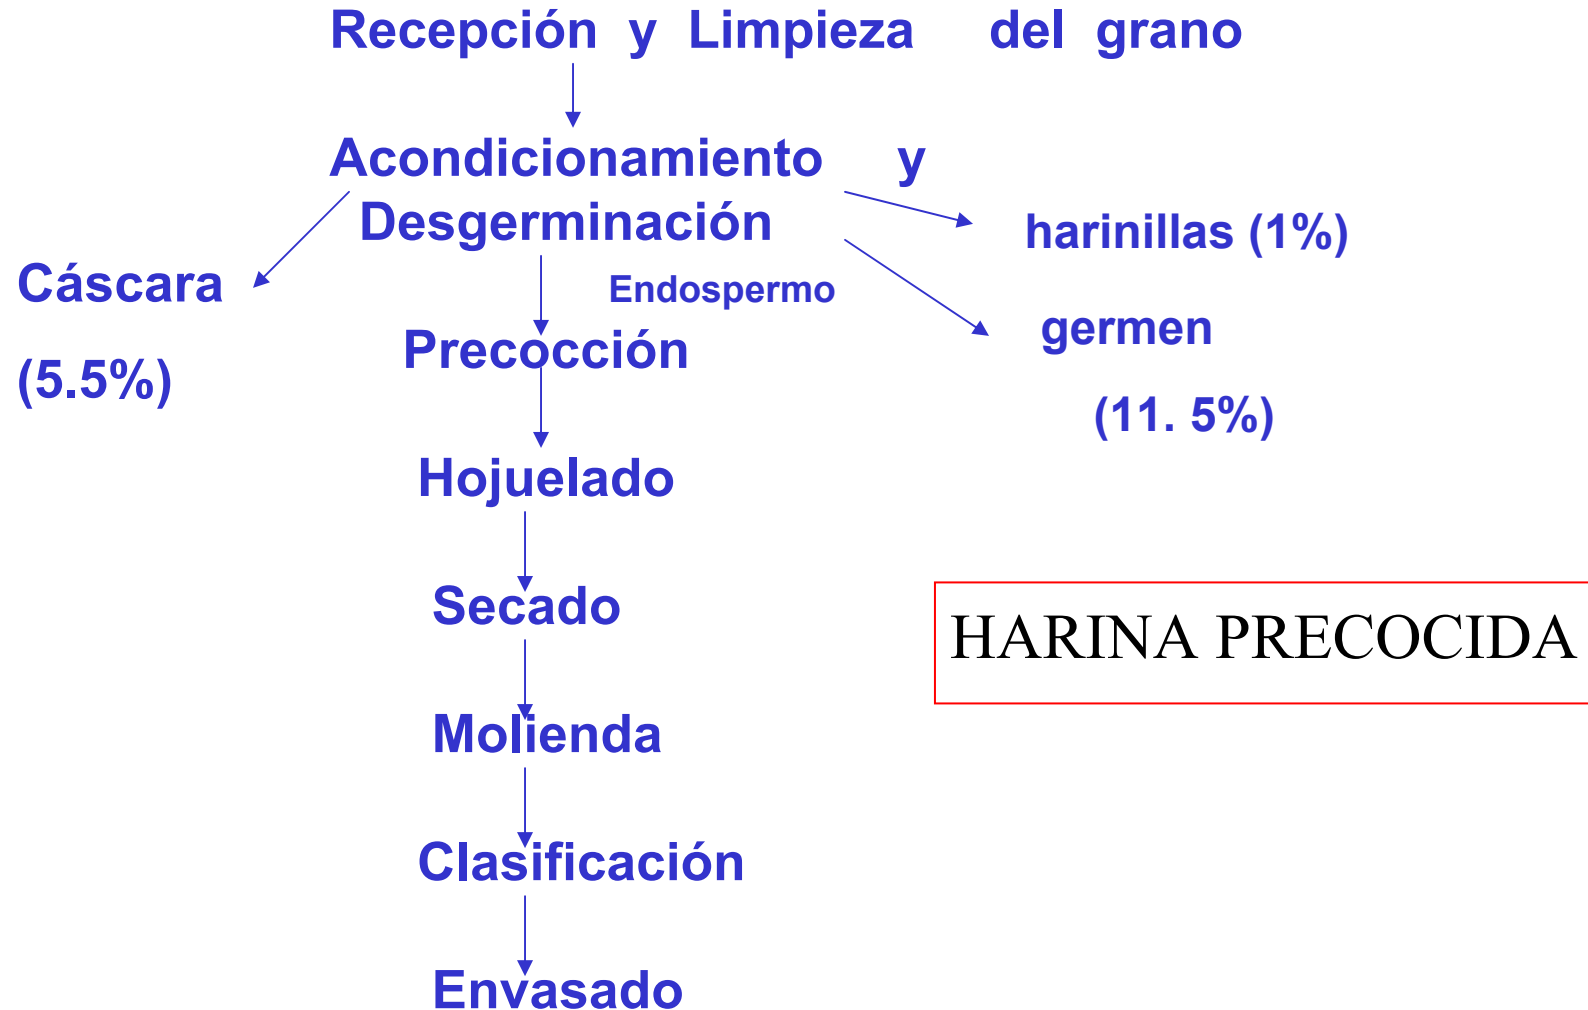 Recepción y Limpieza del grano
Acondicionamiento y
Desgerminación
harinillas (1%)
Cáscara
Endospermo
germen
Precocción
(5.5%)
(11. 5%)
Hojuelado
Secado
HARINA PRECOCIDA
Molienda
Clasificación
Envasado